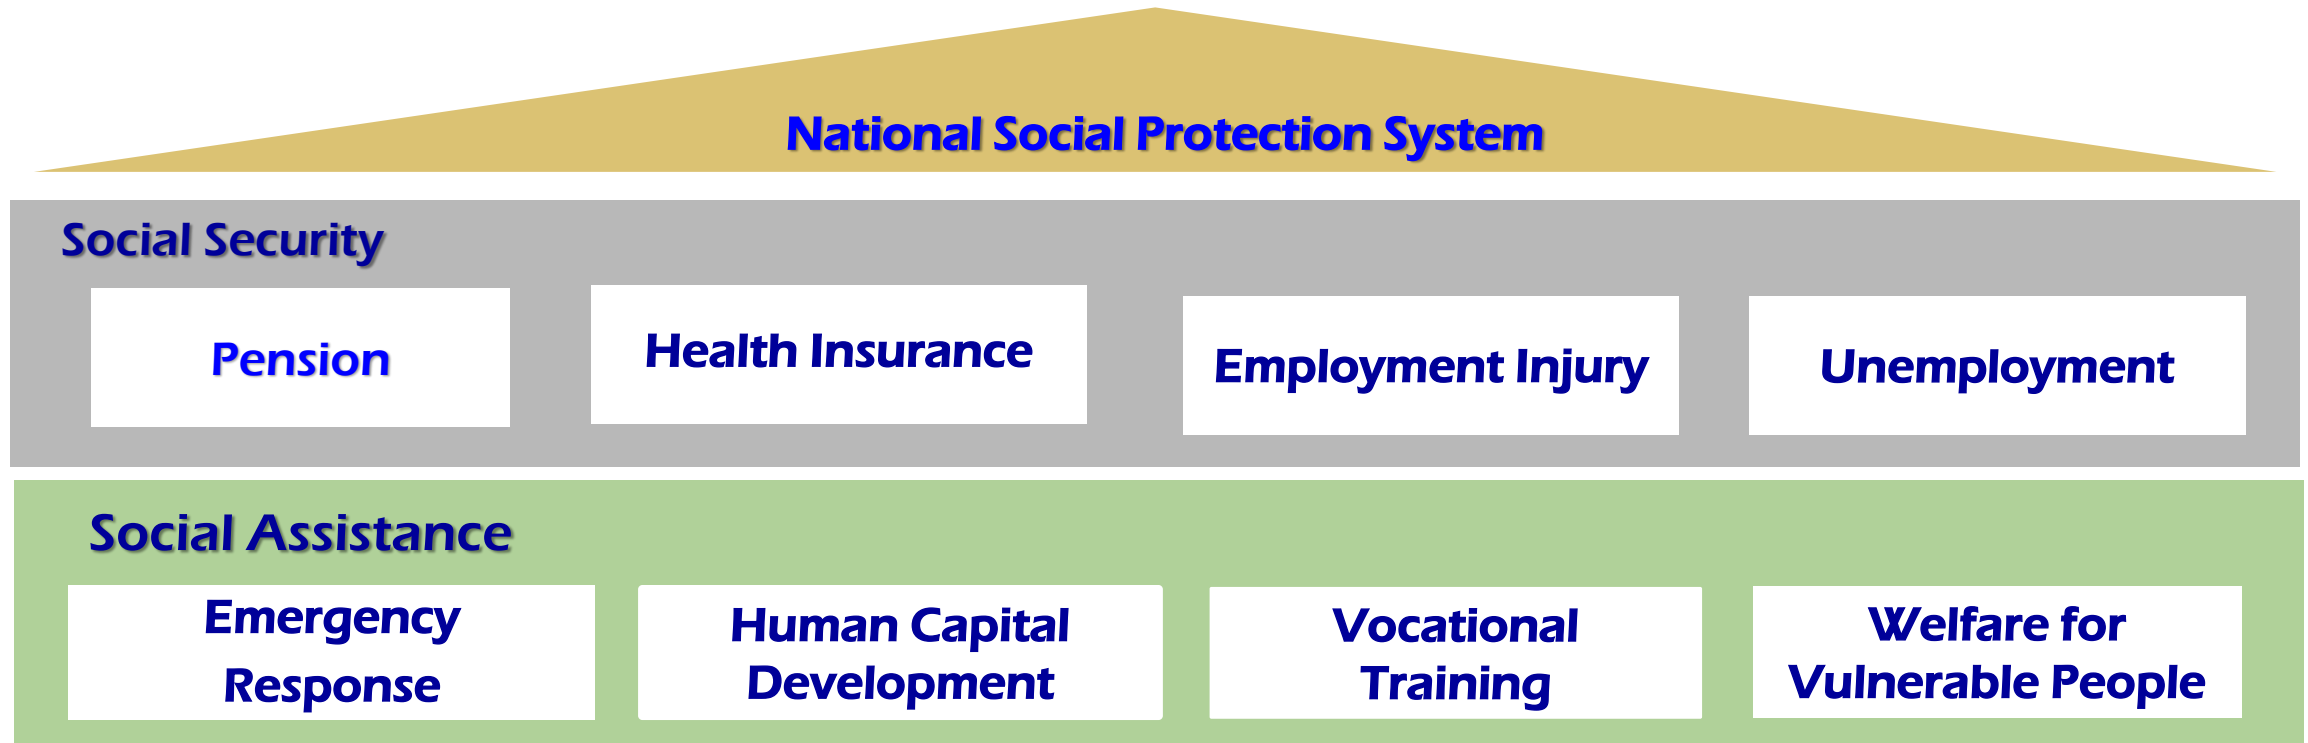 National Social Protection System
Social Security
Pension
Health Insurance
Employment Injury
Unemployment
Social Assistance
Emergency
Response
Human Capital
Development
Vocational
Training
Welfare for
Vulnerable People